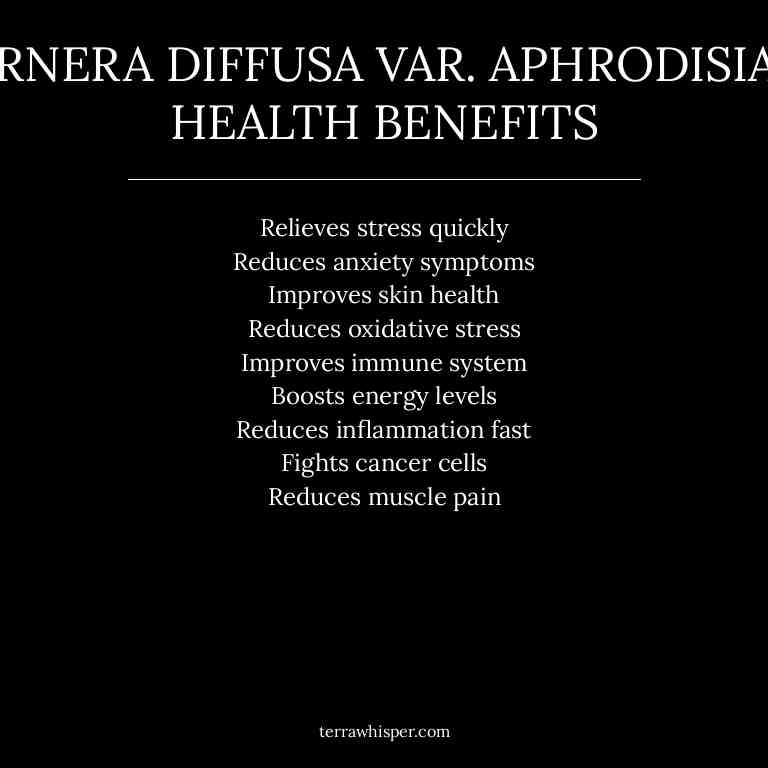 RNERA DIFFUSA VAR. APHRODISIA
HEALTH BENEFITS
Relieves stress quickly
Reduces anxiety symptoms
Improves skin health
Reduces oxidative stress
Improves immune system
Boosts energy levels
Reduces inflammation fast
Fights cancer cells
Reduces muscle pain
terrawhisper.com